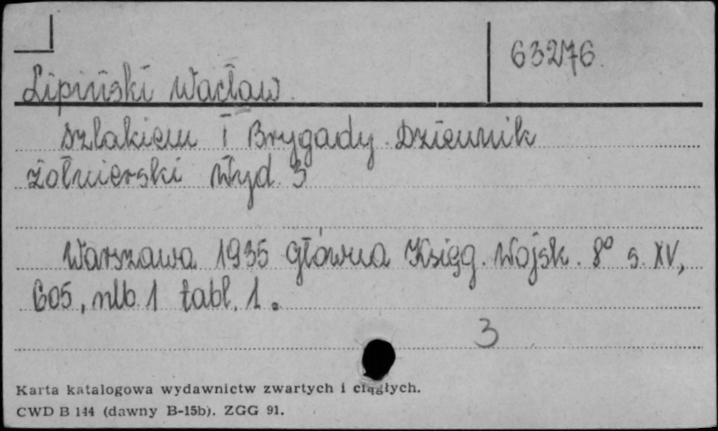 63276.
Lipiński Wacław.
Szlakiem I Brygady. Dziennik
żołnierski Wyd. 3
Warszawa 1935 Główna Księg. Wojsk. 8° s. XV,
605, nlb 1 tabl. 1.
3
Karta katalogowa wydawnictw zwartych i ciągłych.
CWD B 144 (dawny B-15b). ZGG 91.